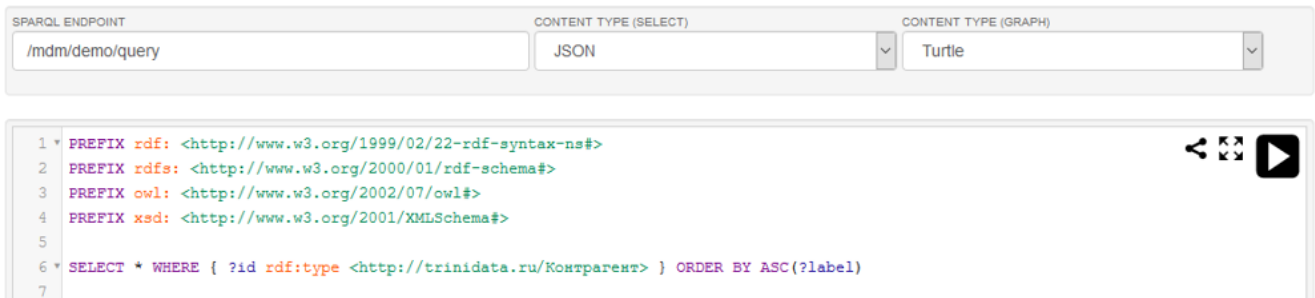 SPARQL ENDPOINT CONTENT TYPE (SELECT) CONTENT TYPE (GRAPH)
/mdm/demo/query JSON Turtle
1 PREFIX rdf: <http://www.w3.org/1999/02/22-rdf-syntax-ns#>
2 PREFIX rdfs: <http://www.w3.org/2000/01/rdf-schema#>
3 PREFIX owl: <http://www.w3.org/2002/07/owl#>
4 PREFIX xsd: <http://www.w3.org/2001/XMLSchema#>
5
6 SELECT * WHERE { ?id rdf:type <http://trinidata.ru/Контрагент> } ORDER BY ASC(?label)
7